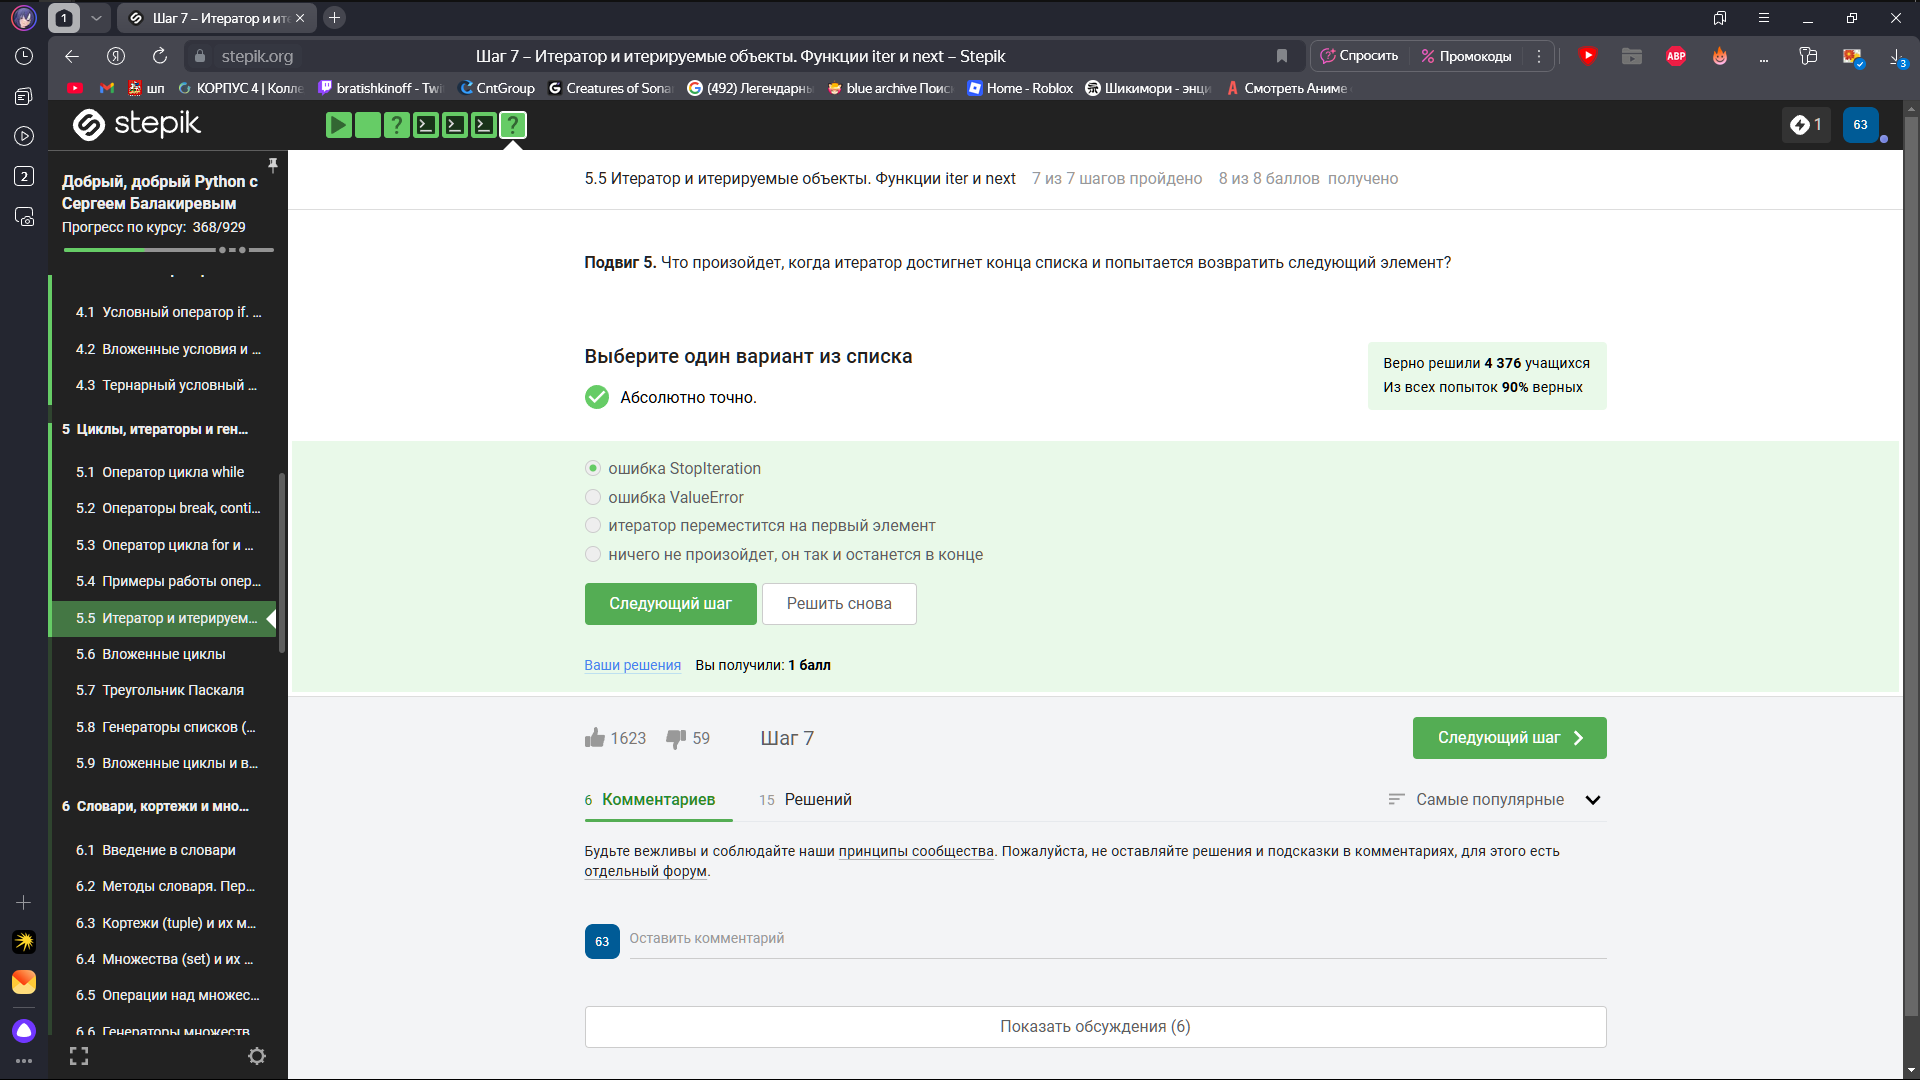 1
Шаг 7 – Итератор и ите
stepik.org
Шаг 7 – Итератор и итерируемые объекты. Функции iter и next – Stepik
Спросить
Промокоды
ABP
...
3
шп
КОРПУС 4 | Колле
bratishkinoff - Twi
CntGroup
Creatures of Sona
(492) Легендарны
blue archive Поис
Home - Roblox
Шикимори - энци
Смотреть Аниме
2
stepik
?
?
1
63
Добрый, добрый Python с
Сергеем Балакиревым
Прогресс по курсу: 368/929
4.1 Условный оператор if. ...
4.2 Вложенные условия и ...
4.3 Тернарный условный ...
5 Циклы, итераторы и ген...
5.1 Оператор цикла while
5.2 Операторы break, conti...
5.3 Оператор цикла for и ...
5.4 Примеры работы опер...
5.5 Итератор и итерируем...
5.6 Вложенные циклы
5.7 Треугольник Паскаля
5.8 Генераторы списков (...
5.9 Вложенные циклы и в...
6 Словари, кортежи и мно...
6.1 Введение в словари
6.2 Методы словаря. Пер...
6.3 Кортежи (tuple) и их м...
6.4 Множества (set) и их ...
6.5 Операции над множес...
6.6 Генераторы множеств
5.5 Итератор и итерируемые объекты. Функции iter и next 7 из 7 шагов пройдено 8 из 8 баллов получено
Подвиг 5. Что произойдет, когда итератор достигнет конца списка и попытается возвратить следующий элемент?
Выберите один вариант из списка
Абсолютно точно.
Верно решили 4 376 учащихся
Из всех попыток 90% верных
ошибка StopIteration
ошибка ValueError
итератор переместится на первый элемент
ничего не произойдет, он так и останется в конце
Следующий шаг
Решить снова
Ваши решения Вы получили: 1 балл
1623
59
Шаг 7
Следующий шаг
6 Комментариев
15 Решений
Самые популярные
Будьте вежливы и соблюдайте наши принципы сообщества. Пожалуйста, не оставляйте решения и подсказки в комментариях, для этого есть
отдельный форум.
63
Оставить комментарий
Показать обсуждения (6)